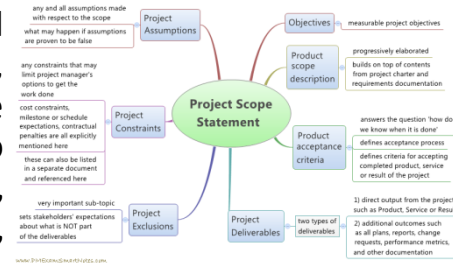 any and all assumptions made
with respect to the scope
what may happen if assumptions
are proven to be false
Project
Assumptions
any constraints that may
limit project manager's
options to get the
work done
cost constraints,
milestone or schedule
expectations, contractual
penalties are all explicitly
mentioned here
these can also be listed
in a separate document
and referenced here
Project
Constraints
very important sub-topic
sets stakeholders' expectations
about what is NOT part
of the deliverables
Project
Exclusions
Project Scope
Statement
Objectives
measurable project objectives
Product
scope
description
progressively elaborated
builds on top of contents
from project charter and
requirements documentation
Product
acceptance
criteria
answers the question 'how do
we know when it is done'
defines acceptance process
defines criteria for accepting
completed product, service
or result of the project
Project
Deliverables
two types of
deliverables
1) direct output from the project
such as Product, Service or Resu
2) additional outcomes such
as all plans, reports, change
requests, performance metrics,
and other documentation